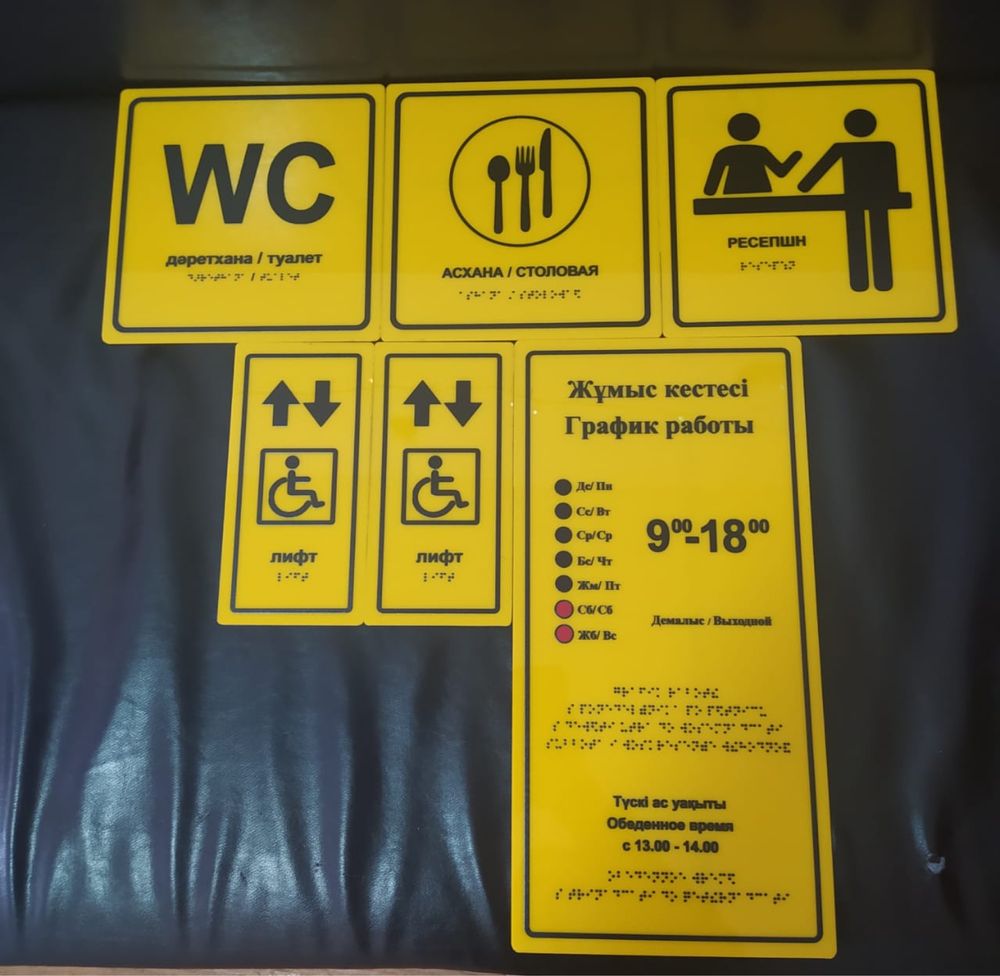 WC
дәретхана / туалет
АСХАНА / СТОЛОВАЯ
РЕСЕПШН
лифт
лифт
Жұмыс кестесі
График работы
Дс/ Пн
Сс/ Вт
Ср/Ср
Бс/ Чт
Жм/ Пт
Сб/Сб
Жб/ Вс
9⁰⁰-18⁰⁰
Демалыс / Выходной
Түскі ас уақыты
Обеденное время
с 13.00 - 14.00